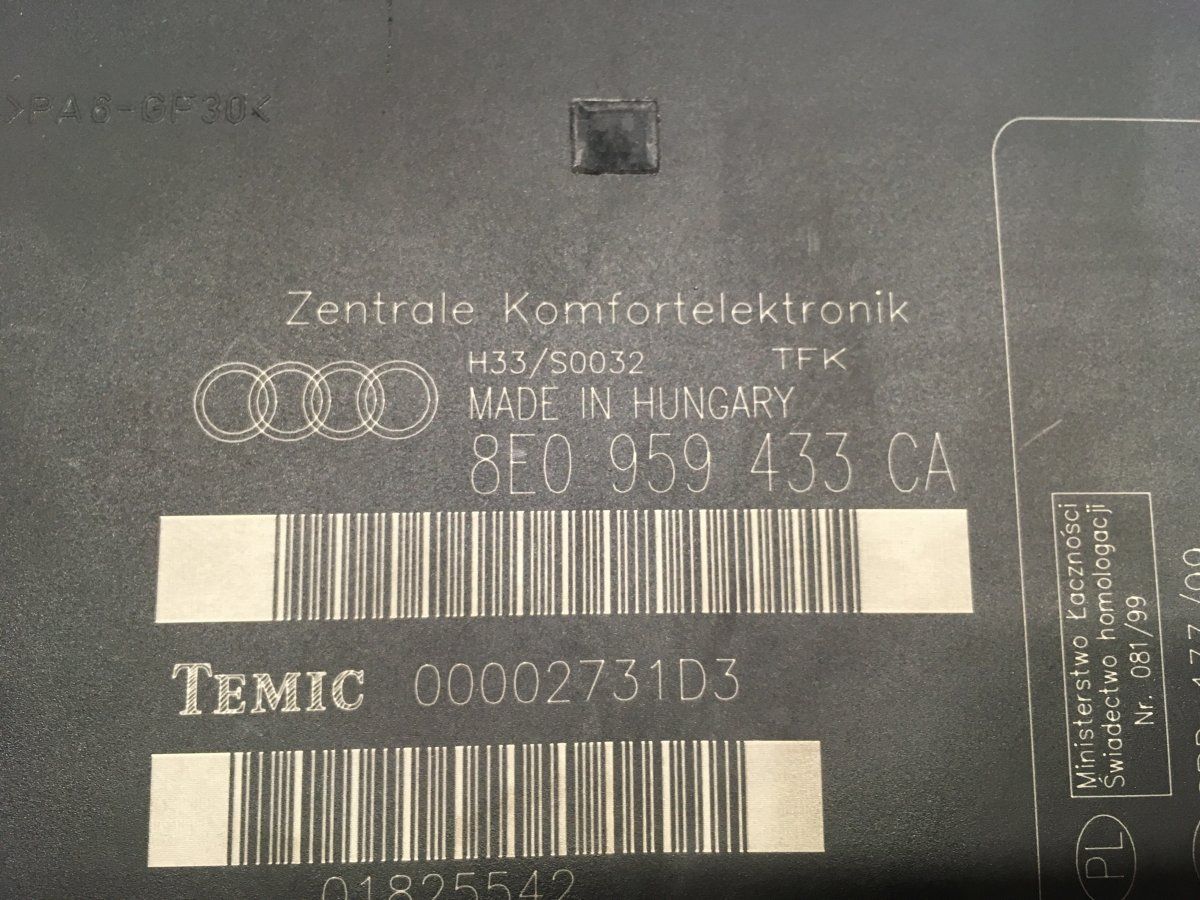 >PA6-GF30<
Zentrale Komfortelektronik
H33/S0032 TFK
MADE IN HUNGARY
8E0 959 433 CA
TEMIC 00002731D3
01825542
Ministerstwo Łączności
Świadectwo homologacji
Nr. 081/99
PL